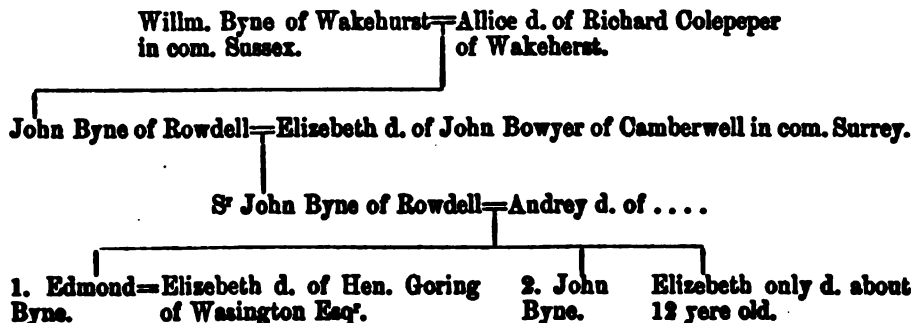 Willm. Byne of Wakehurst=Allice d. of Richard Colepeper
in com. Sussex. of Wakeherst.
John Byne of Rowdell=Elizebeth d. of John Bowyer of Camberwell in com. Surrey.
Sʳ John Byne of Rowdell=Andrey d. of . . . .
1. Edmond=Elizebeth d. of Hen. Goring 2. John Elizebeth only d. about
Byne. of Wasington Esqʳ. Byne. 12 yere old.